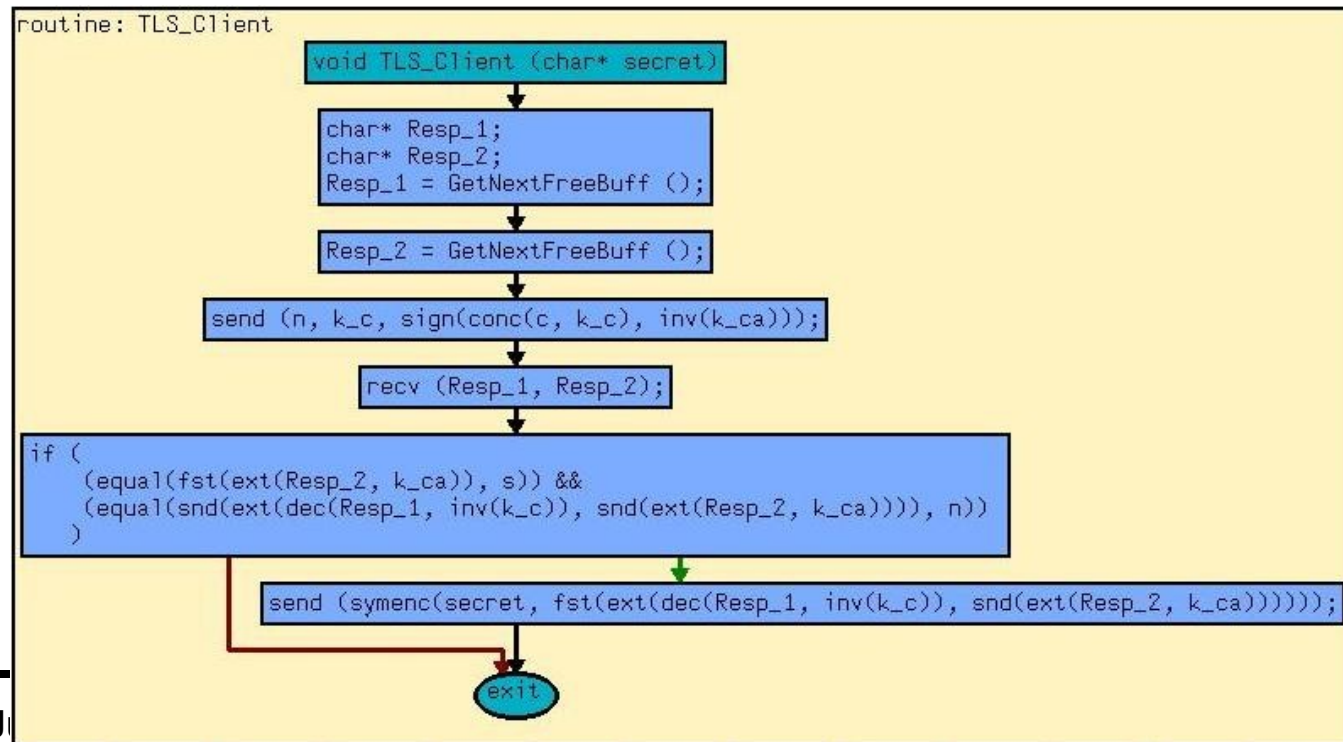 routine: TLS_Client
void TLS_Client (char* secret)
char* Resp_1;
char* Resp_2;
Resp_1 = GetNextFreeBuff ();
Resp_2 = GetNextFreeBuff ();
send (n, k_c, sign(conc(c, k_c), inv(k_ca)));
recv (Resp_1, Resp_2);
if (
(equal(fst(ext(Resp_2, k_ca)), s)) &&
(equal(snd(ext(dec(Resp_1, inv(k_c)), snd(ext(Resp_2, k_ca)))), n))
)
send (symenc(secret, fst(ext(dec(Resp_1, inv(k_c)), snd(ext(Resp_2, k_ca))))));
exit